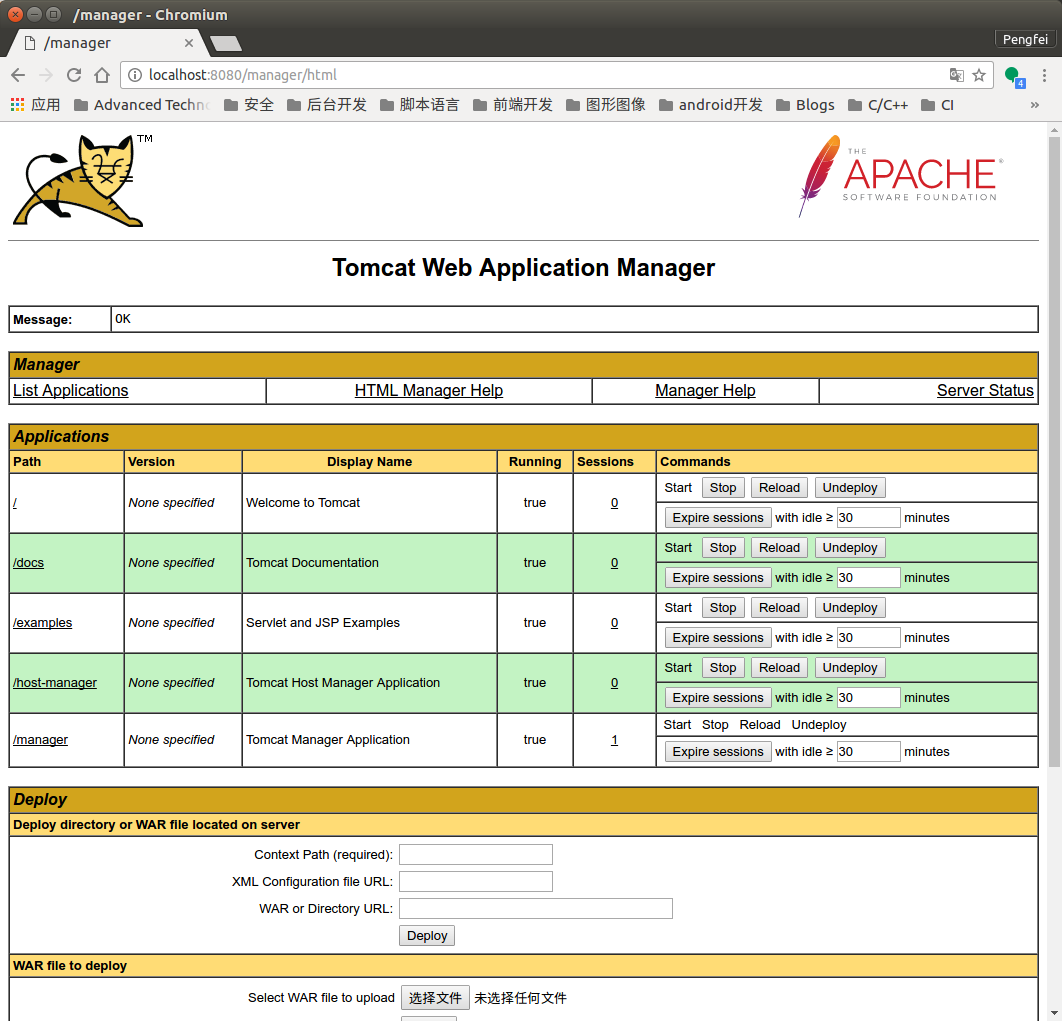 /manager - Chromium
/manager
Pengfei
localhost:8080/manager/html
4
应用 Advanced Techn 安全 后台开发 脚本语言 前端开发 图形图像 android开发 Blogs C/C++ CI »
TM
THE
APACHE®
SOFTWARE FOUNDATION
Tomcat Web Application Manager
Message: OK
Manager
List Applications HTML Manager Help Manager Help Server Status
Applications
Path Version Display Name Running Sessions Commands
/ None specified Welcome to Tomcat true 0 Start Stop Reload Undeploy
Expire sessions with idle ≥ 30 minutes
/docs None specified Tomcat Documentation true 0 Start Stop Reload Undeploy
Expire sessions with idle ≥ 30 minutes
/examples None specified Servlet and JSP Examples true 0 Start Stop Reload Undeploy
Expire sessions with idle ≥ 30 minutes
/host-manager None specified Tomcat Host Manager Application true 0 Start Stop Reload Undeploy
Expire sessions with idle ≥ 30 minutes
/manager None specified Tomcat Manager Application true 1 Start Stop Reload Undeploy
Expire sessions with idle ≥ 30 minutes
Deploy
Deploy directory or WAR file located on server
Context Path (required):
XML Configuration file URL:
WAR or Directory URL:
Deploy
WAR file to deploy
Select WAR file to upload 选择文件 未选择任何文件